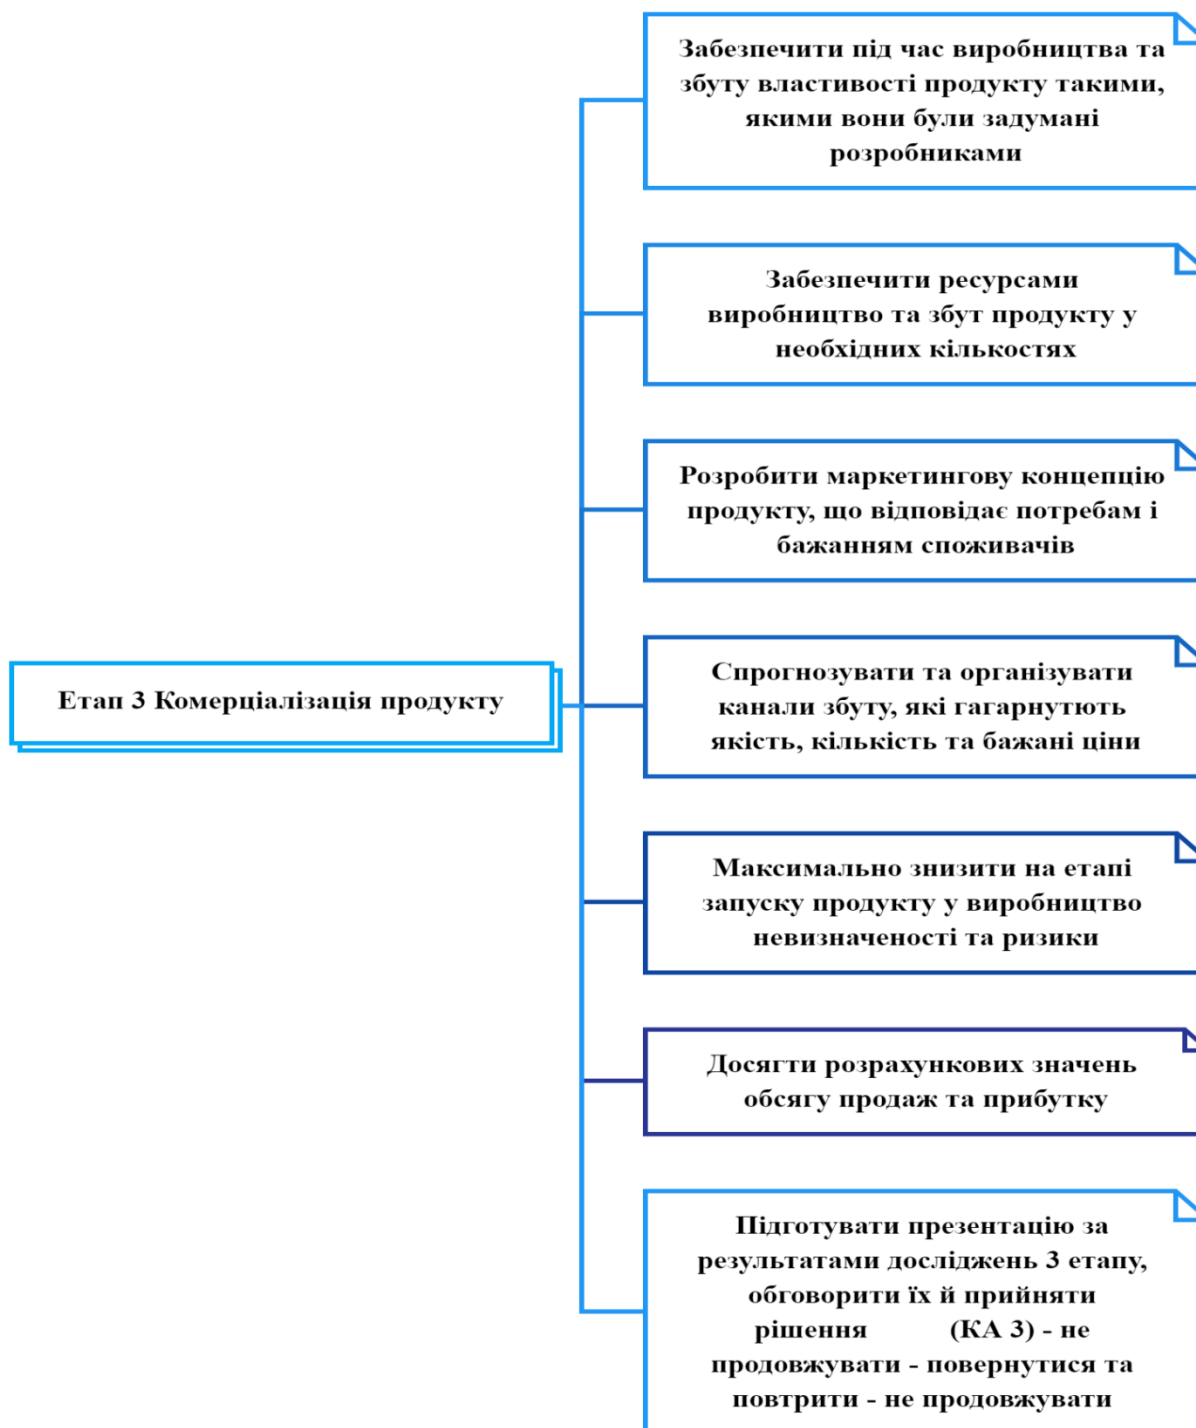 Забезпечити під час виробництва та
збуту властивості продукту такими,
якими вони були задумані
розробниками
Забезпечити ресурсами
виробництво та збут продукту у
необхідних кількостях
Розробити маркетингову концепцію
продукту, що відповідає потребам і
бажанням споживачів
Етап 3 Комерціалізація продукту
Спрогнозувати та організувати
канали збуту, які гагарнутють
якість, кількість та бажані ціни
Максимально знизити на етапі
запуску продукту у виробництво
невизначеності та ризики
Досягти розрахункових значень
обсягу продаж та прибутку
Підготувати презентацію за
результатами досліджень 3 етапу,
обговорити їх й прийняти
рішення (КА 3) - не
продовжувати - повернутися та
повтрити - не продовжувати